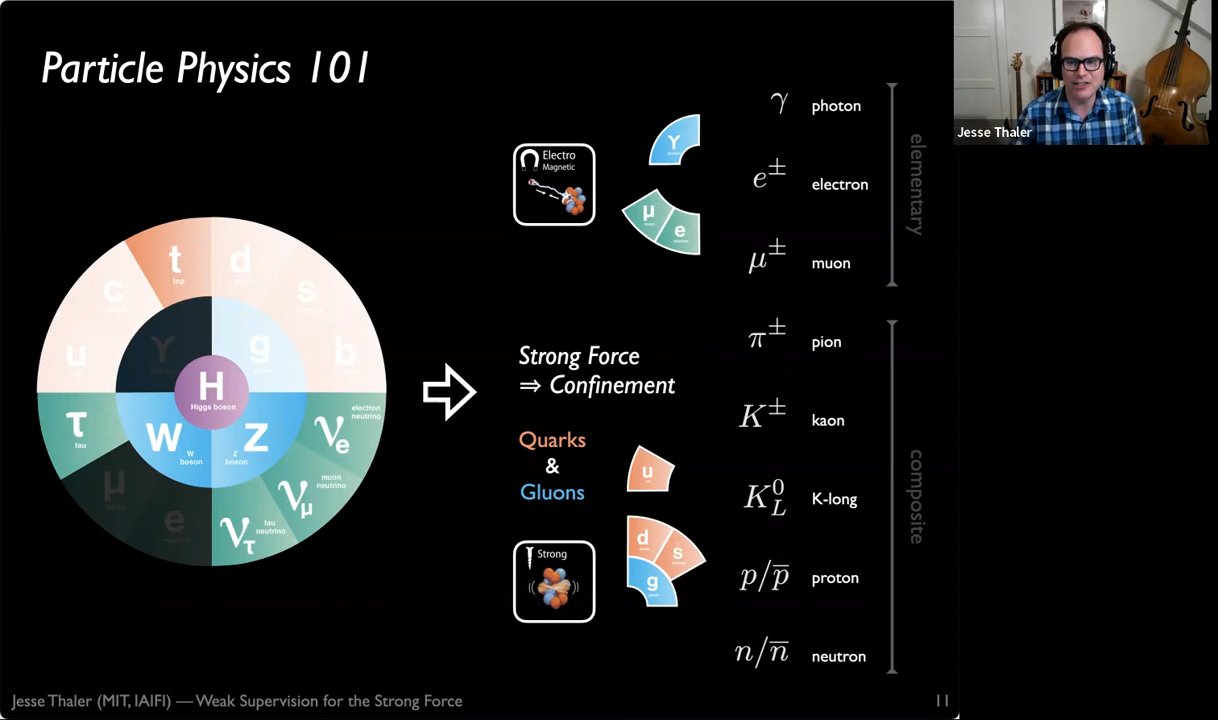 Particle Physics 101
Jesse Thaler
t
top
d
c
s
u
γ
g
b
H
Higgs boson
τ
tau
W
W
boson
Z
Z
boson
νe
electron
neutrino
μ
e
νμ
muon
neutrino
ντ
tau
neutrino
Electro
Magnetic
γ
μ
e
Strong Force
⇒ Confinement
Quarks
&
Gluons
u
d
s
g
Strong
γ photon
e± electron
μ± muon
π± pion
K± kaon
K⁰_L K-long
p/p̅ proton
n/n̅ neutron
elementary
composite
Jesse Thaler (MIT, IAIFI) — Weak Supervision for the Strong Force
11